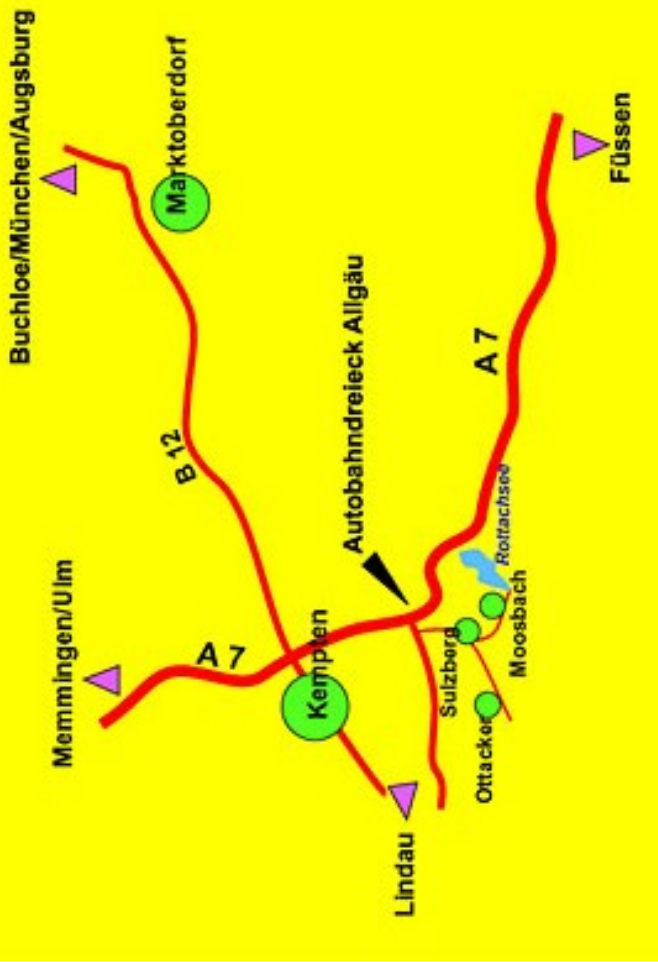 Buchloe/München/Augsburg
Marktoberdorf
B 12
Memmingen/Ulm
A 7
Kempten
Autobahndreieck Allgäu
A 7
Füssen
Rottachsee
Moosbach
Sulzberg
Ottacker
Lindau